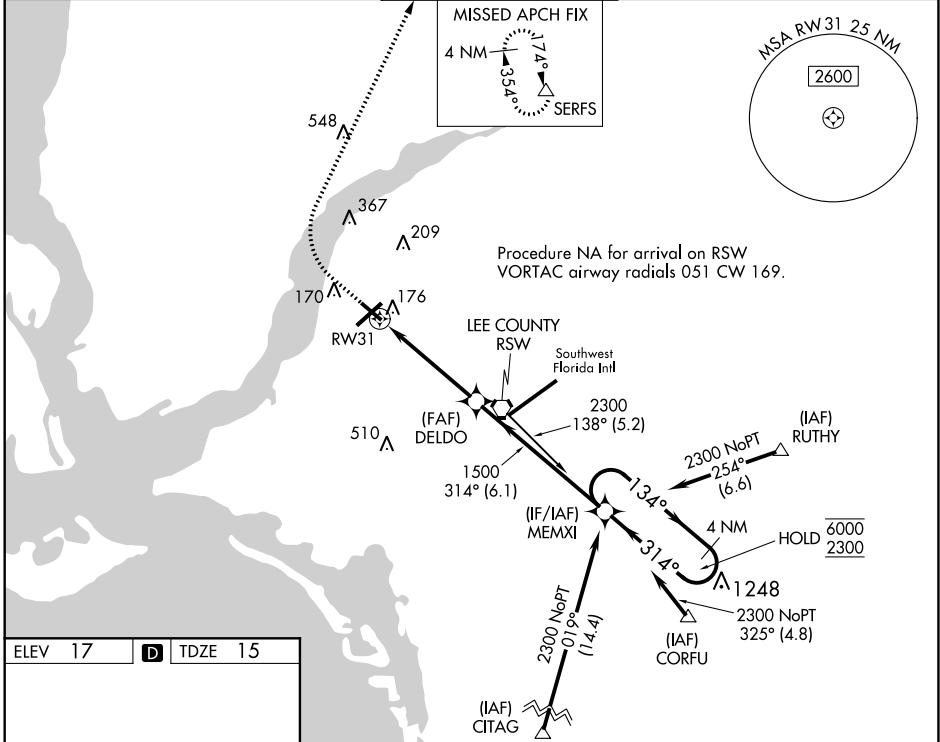 MISSED APCH FIX
4 NM
174°
354°
SERFS
MSA RW31 25 NM
2600
548
367
209
170
176
RW31
Procedure NA for arrival on RSW
VORTAC airway radials 051 CW 169.
LEE COUNTY
RSW
Southwest
Florida Intl
(FAF)
DELDO
2300
138° (5.2)
510
1500
314° (6.1)
(IAF)
RUTHY
2300 NoPT
254°
(6.6)
(IF/IAF)
MEMXI
134°
4 NM
314°
HOLD
6000
2300
1248
2300 NoPT
325° (4.8)
(IAF)
CORFU
2300 NoPT
019°
(14.4)
(IAF)
CITAG
ELEV 17
D
TDZE 15